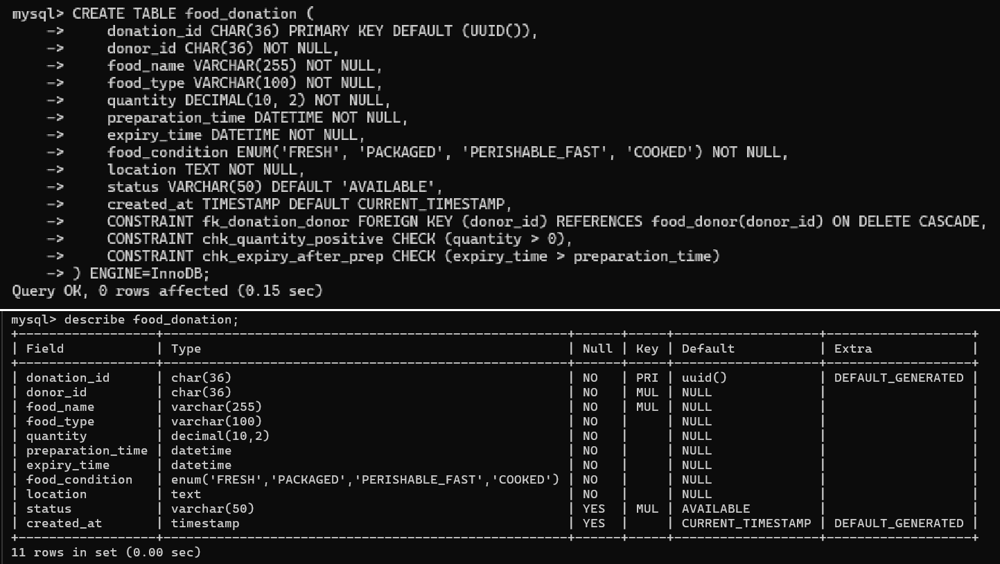 mysql> CREATE TABLE food_donation (
    ->     donation_id CHAR(36) PRIMARY KEY DEFAULT (UUID()),
    ->     donor_id CHAR(36) NOT NULL,
    ->     food_name VARCHAR(255) NOT NULL,
    ->     food_type VARCHAR(100) NOT NULL,
    ->     quantity DECIMAL(10, 2) NOT NULL,
    ->     preparation_time DATETIME NOT NULL,
    ->     expiry_time DATETIME NOT NULL,
    ->     food_condition ENUM('FRESH', 'PACKAGED', 'PERISHABLE_FAST', 'COOKED') NOT NULL,
    ->     location TEXT NOT NULL,
    ->     status VARCHAR(50) DEFAULT 'AVAILABLE',
    ->     created_at TIMESTAMP DEFAULT CURRENT_TIMESTAMP,
    ->     CONSTRAINT fk_donation_donor FOREIGN KEY (donor_id) REFERENCES food_donor(donor_id) ON DELETE CASCADE,
    ->     CONSTRAINT chk_quantity_positive CHECK (quantity > 0),
    ->     CONSTRAINT chk_expiry_after_prep CHECK (expiry_time > preparation_time)
    -> ) ENGINE=InnoDB;
Query OK, 0 rows affected (0.15 sec)
mysql> describe food_donation;
+------------------+-----------------------------------------------------+------+-----+-------------------+-------------------+
| Field            | Type                                                | Null | Key | Default           | Extra             |
+------------------+-----------------------------------------------------+------+-----+-------------------+-------------------+
| donation_id      | char(36)                                            | NO   | PRI | uuid()            | DEFAULT_GENERATED |
| donor_id         | char(36)                                            | NO   | MUL | NULL              |                   |
| food_name        | varchar(255)                                        | NO   | MUL | NULL              |                   |
| food_type        | varchar(100)                                        | NO   |     | NULL              |                   |
| quantity         | decimal(10,2)                                       | NO   |     | NULL              |                   |
| preparation_time | datetime                                            | NO   |     | NULL              |                   |
| expiry_time      | datetime                                            | NO   |     | NULL              |                   |
| food_condition   | enum('FRESH','PACKAGED','PERISHABLE_FAST','COOKED') | NO   |     | NULL              |                   |
| location         | text                                                | NO   |     | NULL              |                   |
| status           | varchar(50)                                         | YES  | MUL | AVAILABLE         |                   |
| created_at       | timestamp                                           | YES  |     | CURRENT_TIMESTAMP | DEFAULT_GENERATED |
+------------------+-----------------------------------------------------+------+-----+-------------------+-------------------+
11 rows in set (0.00 sec)